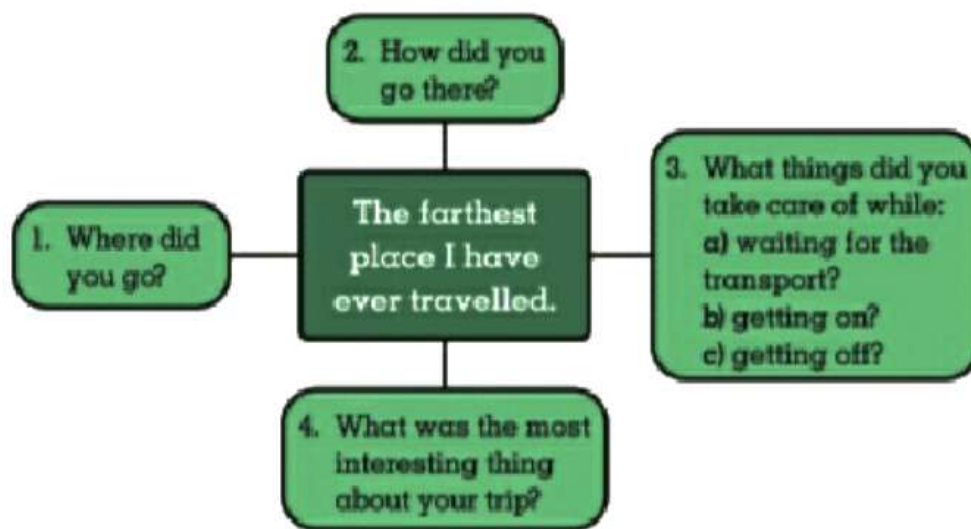 2. How did you
go there?
The farthest
place I have
ever travelled.
1. Where did
you go?
3. What things did you
take care of while:
a) waiting for the
transport?
b) getting on?
c) getting off?
4. What was the most
interesting thing
about your trip?